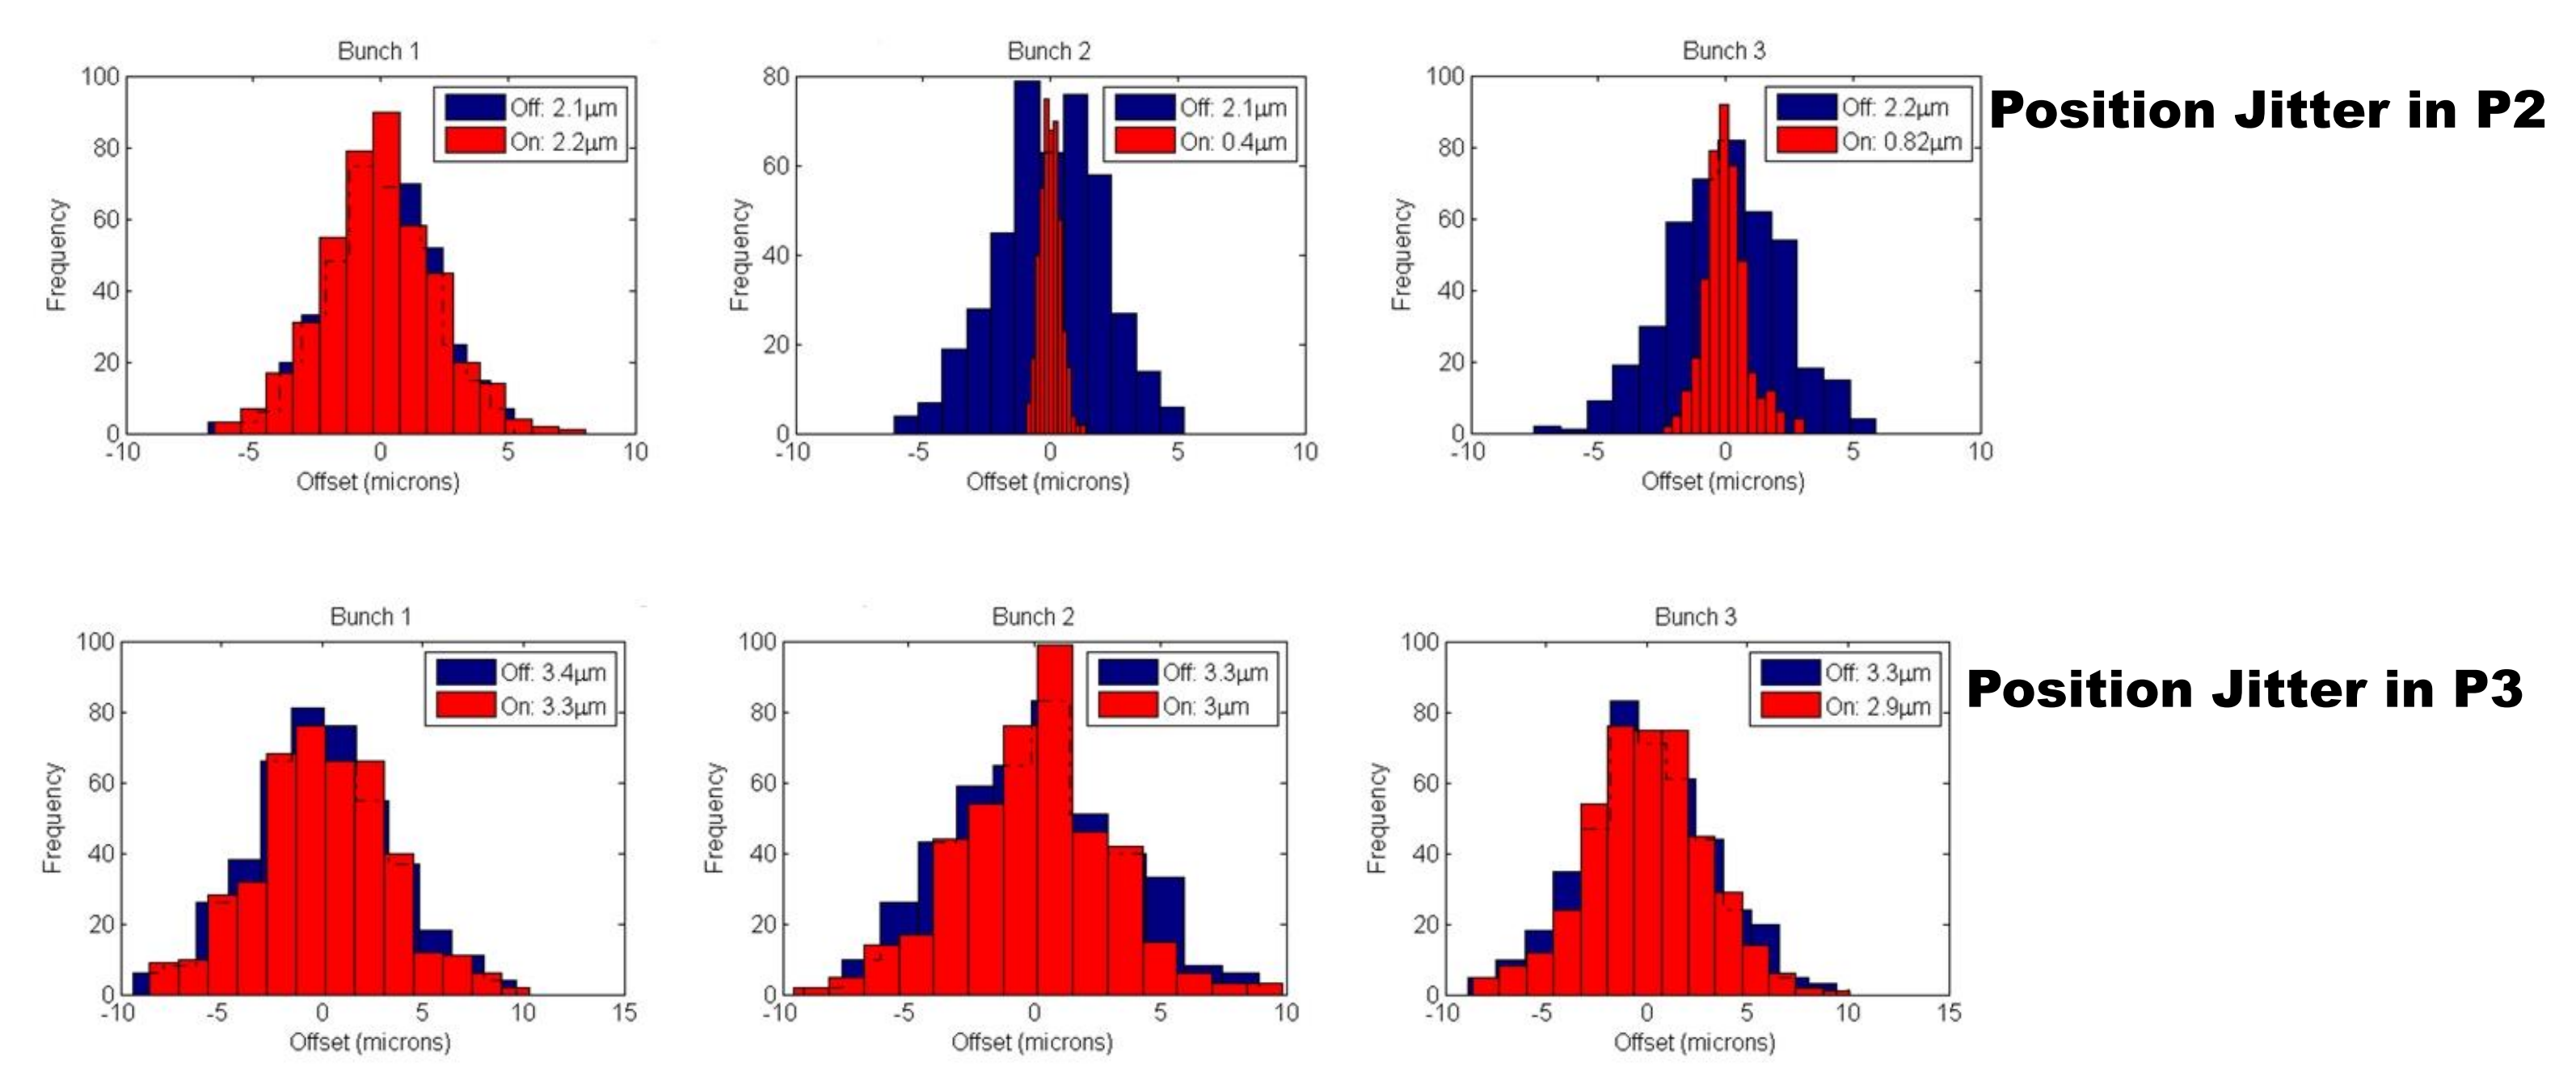 Bunch 1
100
80
60
40
20
0
-10
-5
0
5
10
Frequency
Offset (microns)
Off: 2.1µm
On: 2.2µm
Bunch 2
80
60
40
20
0
-10
-5
0
5
10
Frequency
Offset (microns)
Off: 2.1µm
On: 0.4µm
Bunch 3
100
80
60
40
20
0
-10
-5
0
5
10
Frequency
Offset (microns)
Off: 2.2µm
On: 0.82µm
Position Jitter in P2
Bunch 1
100
80
60
40
20
0
-10
-5
0
5
10
15
Frequency
Offset (microns)
Off: 3.4µm
On: 3.3µm
Bunch 2
100
80
60
40
20
0
-10
-5
0
5
10
Frequency
Offset (microns)
Off: 3.3µm
On: 3µm
Bunch 3
100
80
60
40
20
0
-10
-5
0
5
10
15
Frequency
Offset (microns)
Off: 3.3µm
On: 2.9µm
Position Jitter in P3